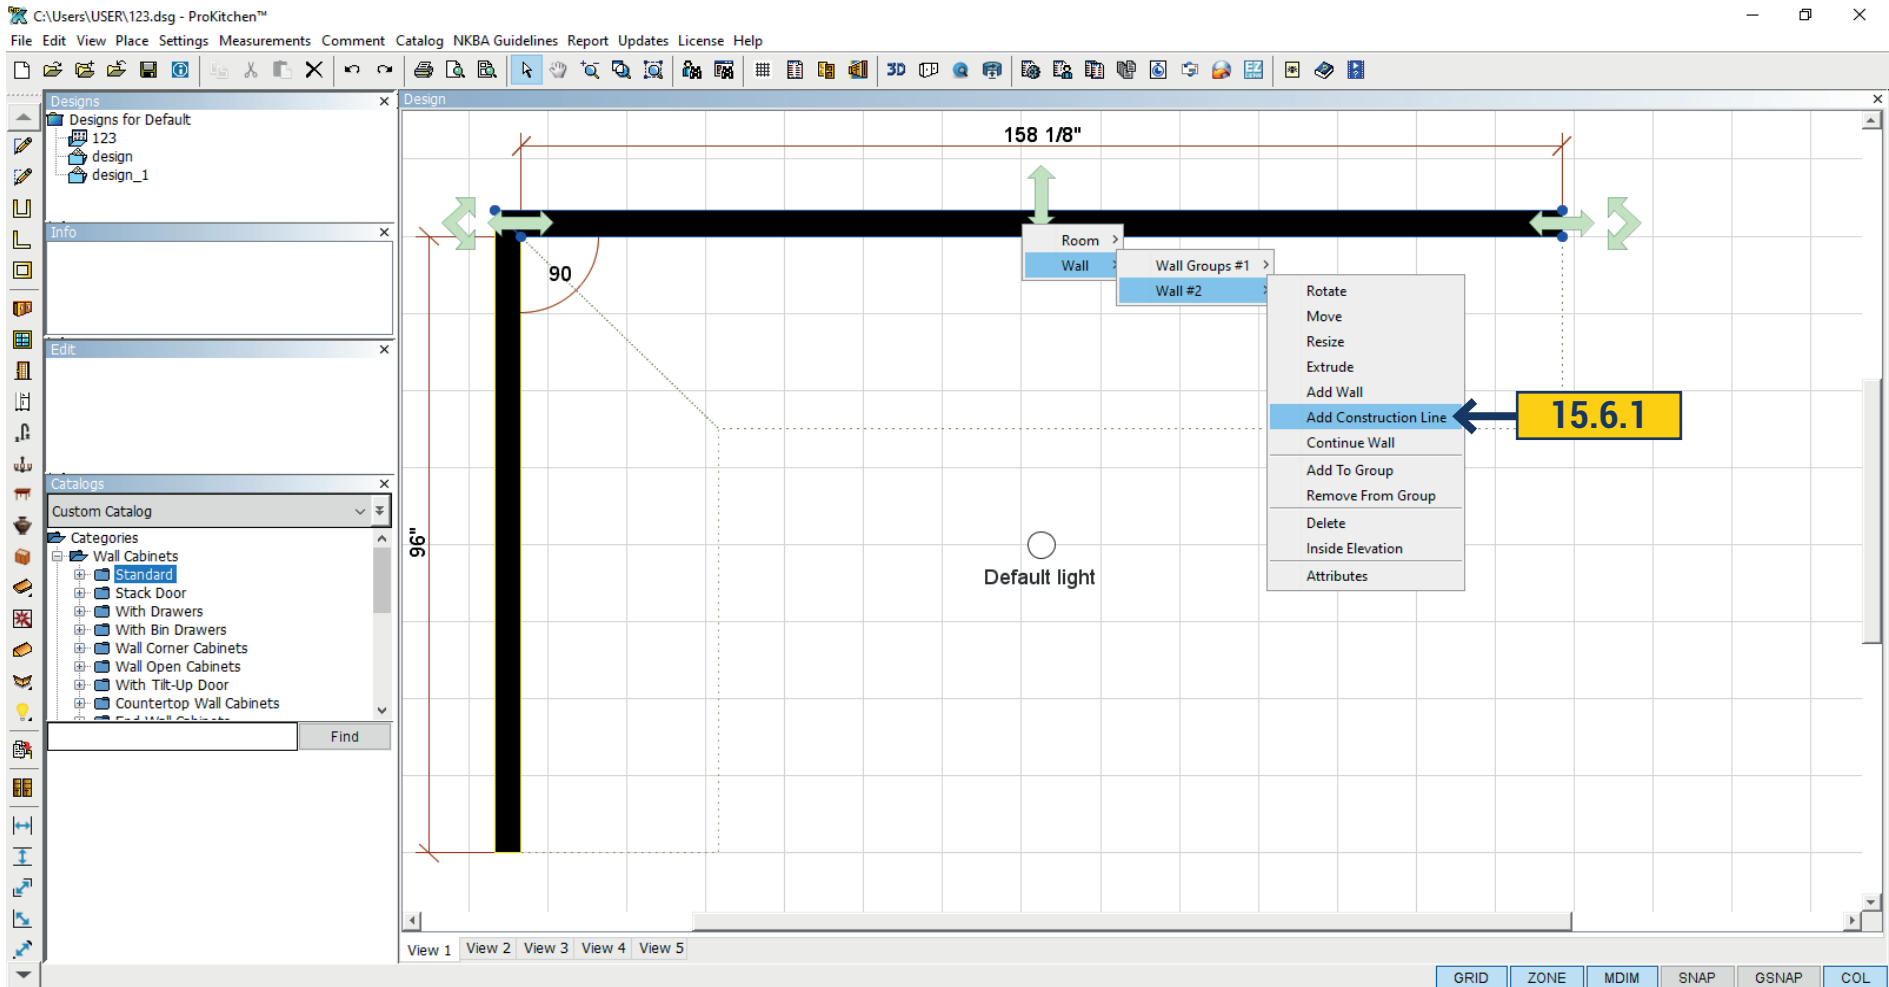 C:\Users\USER\123.dsg - ProKitchen™
File Edit View Place Settings Measurements Comment Catalog NKBA Guidelines Report Updates License Help
3D
EZ
Designs
Designs for Default
123
design
design_1
Info
Edit
Catalogs
Custom Catalog
Categories
Wall Cabinets
Standard
Stack Door
With Drawers
With Bin Drawers
Wall Corner Cabinets
Wall Open Cabinets
With Tilt-Up Door
Countertop Wall Cabinets
End Wall Cabinets
Find
Design
158 1/8"
90
96"
Default light
Room
Wall
Wall Groups #1
Wall #2
Rotate
Move
Resize
Extrude
Add Wall
Add Construction Line
Continue Wall
Add To Group
Remove From Group
Delete
Inside Elevation
Attributes
15.6.1
View 1 View 2 View 3 View 4 View 5
GRID ZONE MDIM SNAP GSNAP COL